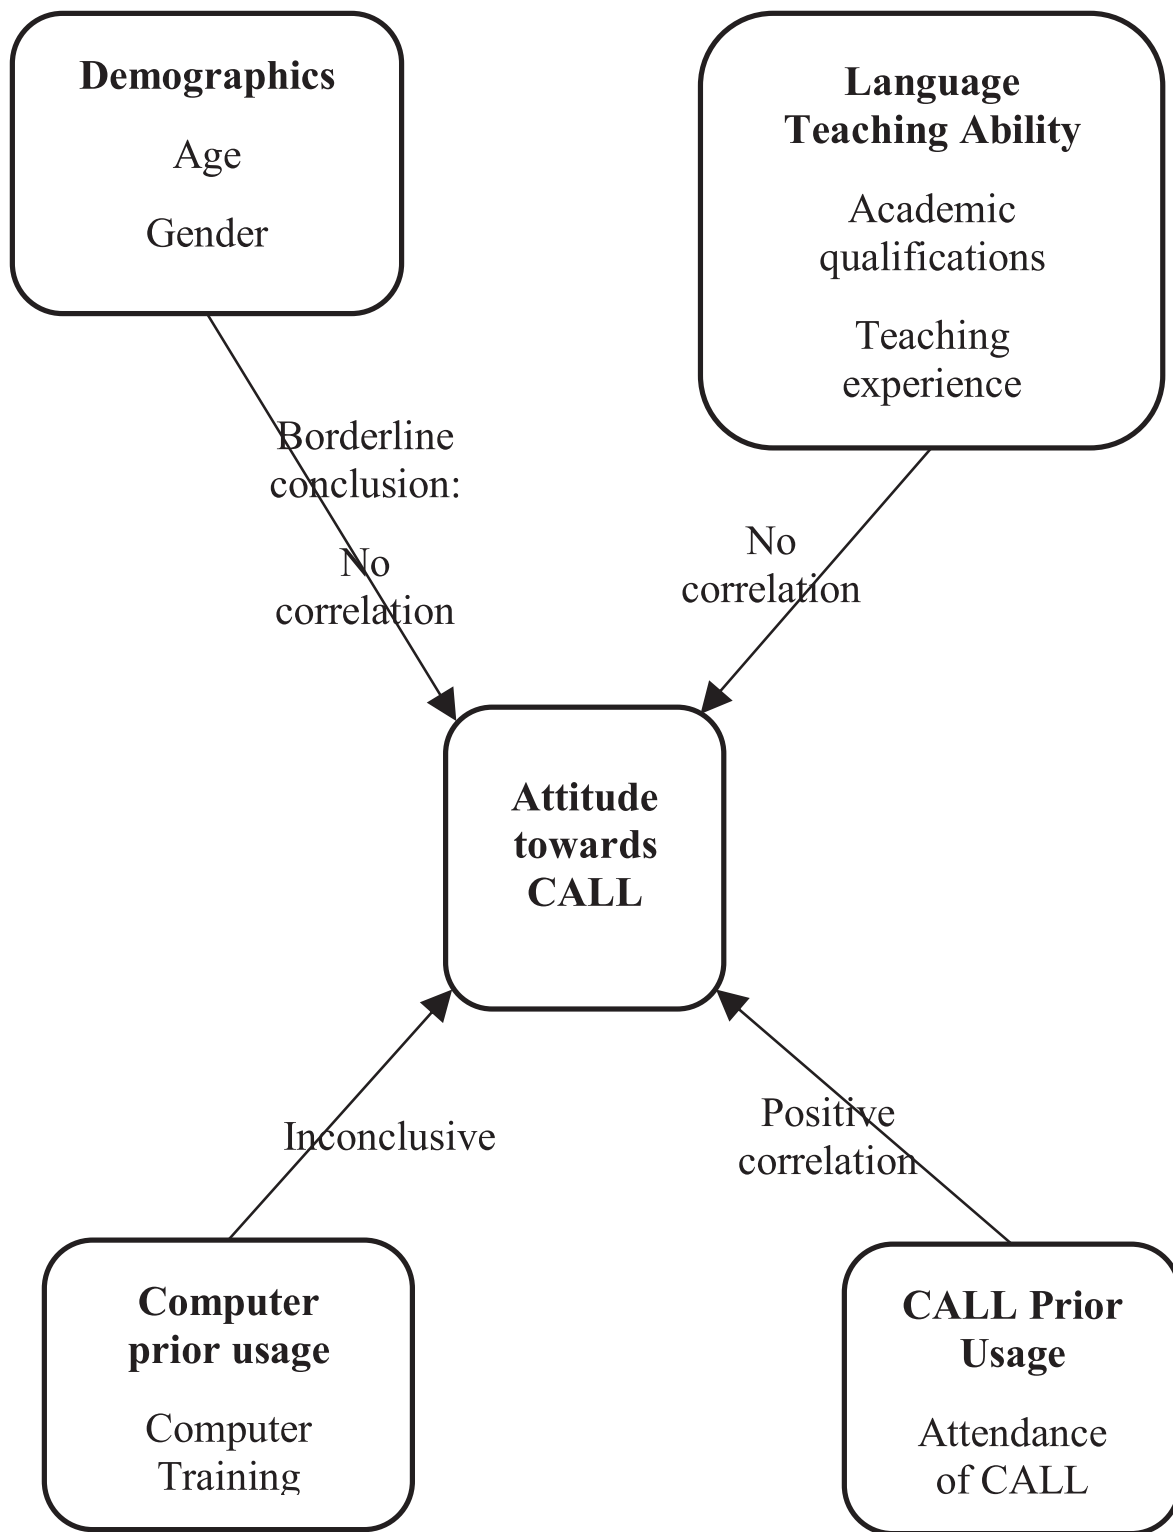 Demographics
Age
Gender
Language
Teaching Ability
Academic
qualifications
Teaching
experience
Borderline
conclusion:
No
correlation
No
correlation
Attitude
towards
CALL
Inconclusive
Positive
correlation
Computer
prior usage
Computer
Training
CALL Prior
Usage
Attendance
of CALL